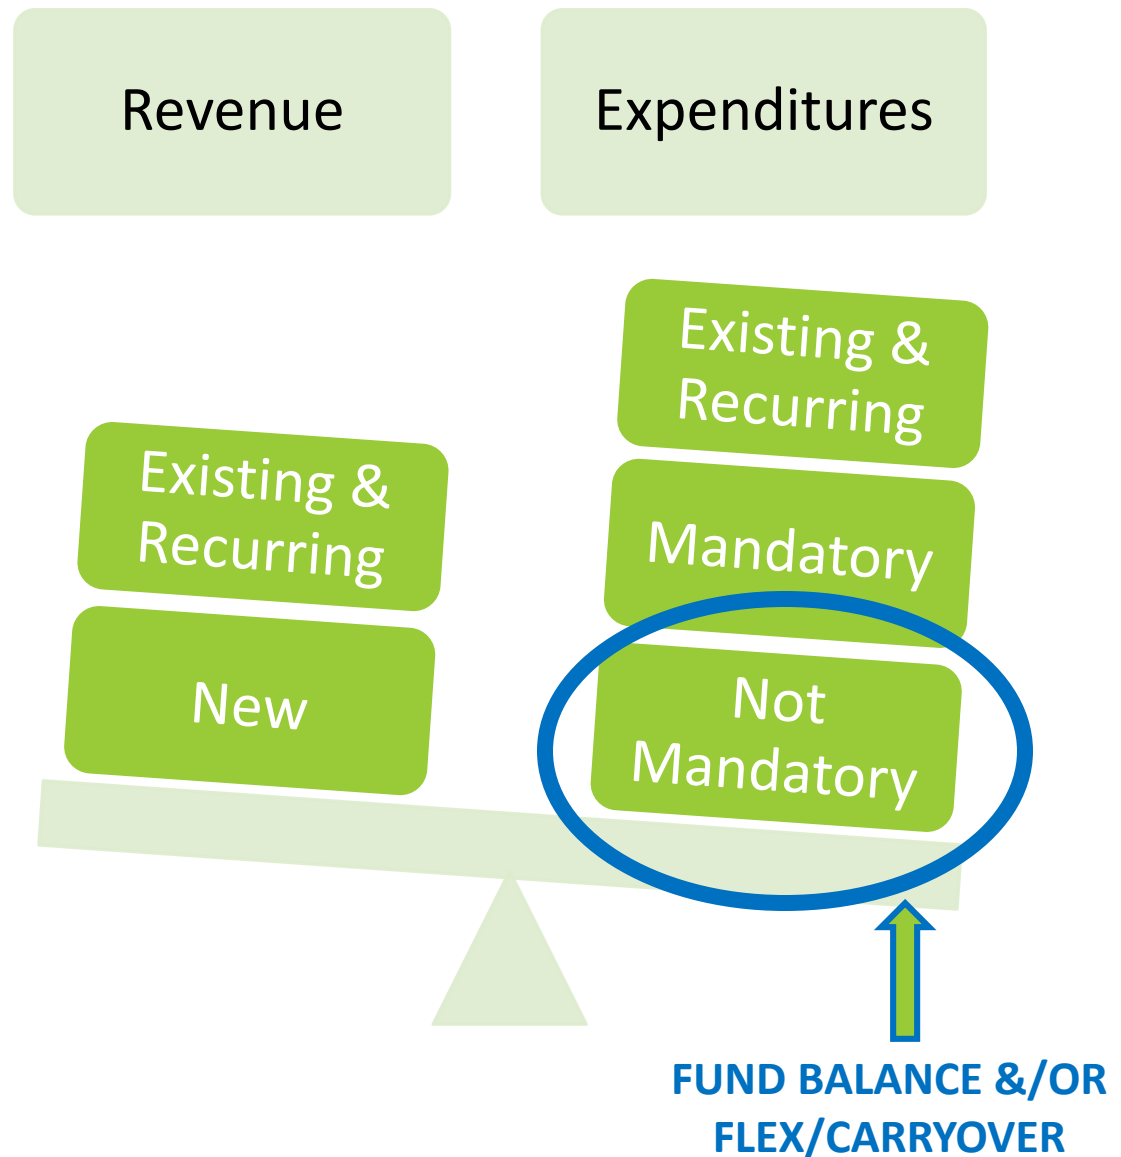 Revenue
Expenditures
Existing &
Recurring
New
Existing &
Recurring
Mandatory
Not
Mandatory
FUND BALANCE &/OR
FLEX/CARRYOVER